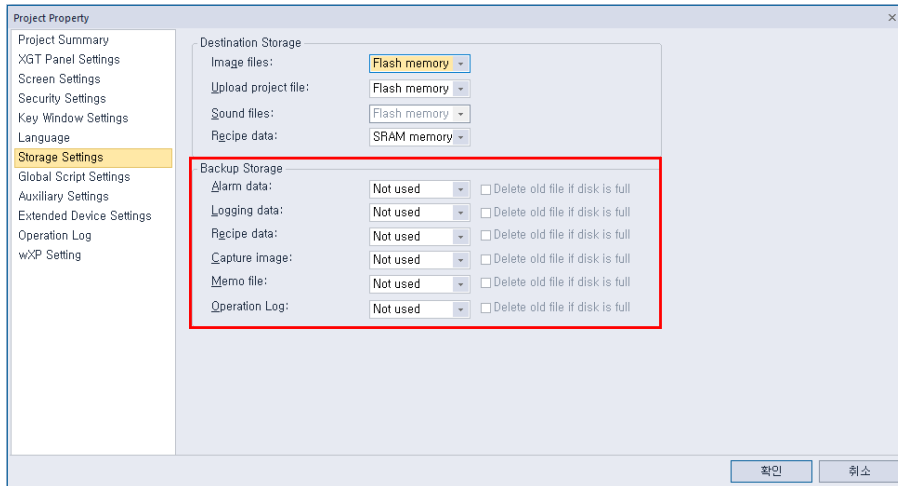 Project Property
Project Summary
XGT Panel Settings
Screen Settings
Security Settings
Key Window Settings
Language
Storage Settings
Global Script Settings
Auxiliary Settings
Extended Device Settings
Operation Log
wXP Setting
Destination Storage
Image files: Flash memory
Upload project file: Flash memory
Sound files: Flash memory
Recipe data: SRAM memory
Backup Storage
Alarm data: Not used Delete old file if disk is full
Logging data: Not used Delete old file if disk is full
Recipe data: Not used Delete old file if disk is full
Capture image: Not used Delete old file if disk is full
Memo file: Not used Delete old file if disk is full
Operation Log: Not used Delete old file if disk is full
확인 취소